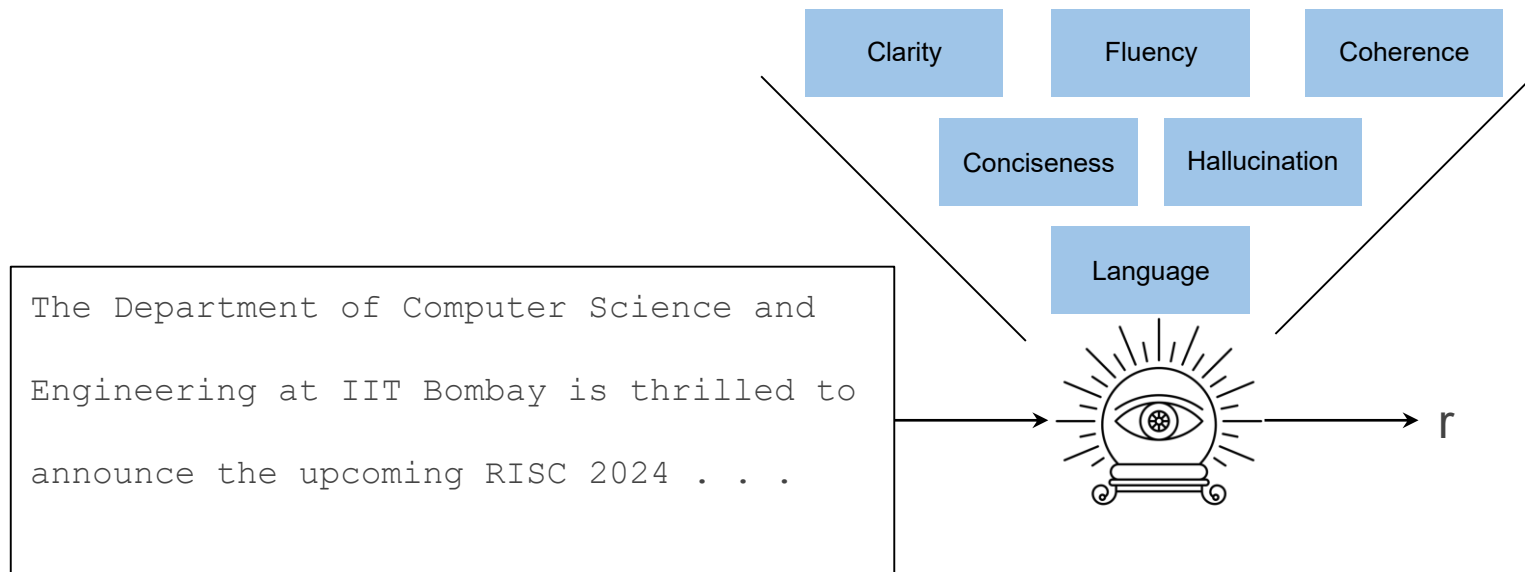 Clarity
Fluency
Coherence
Conciseness
Hallucination
Language
The Department of Computer Science and
Engineering at IIT Bombay is thrilled to
announce the upcoming RISC 2024 . . .
r